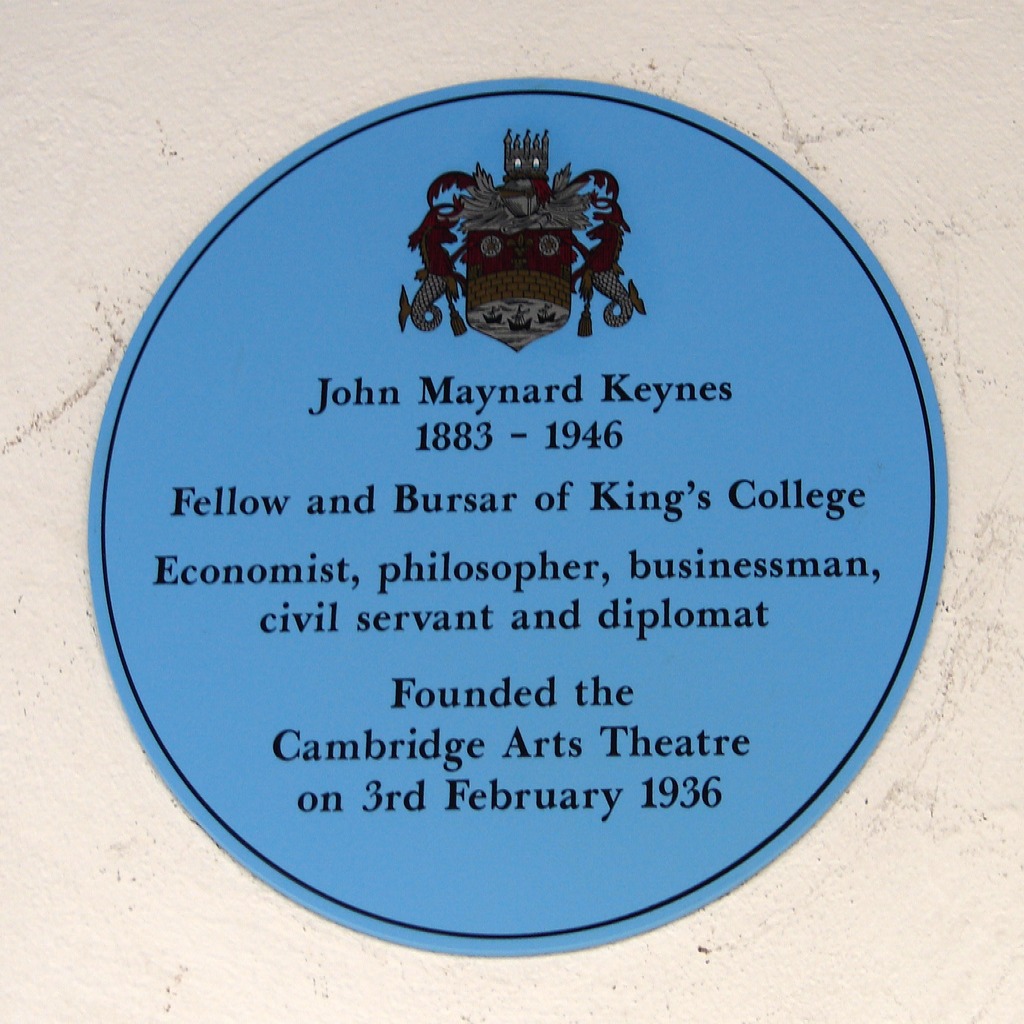 John Maynard Keynes
1883 - 1946
Fellow and Bursar of King's College
Economist, philosopher, businessman,
civil servant and diplomat
Founded the
Cambridge Arts Theatre
on 3rd February 1936